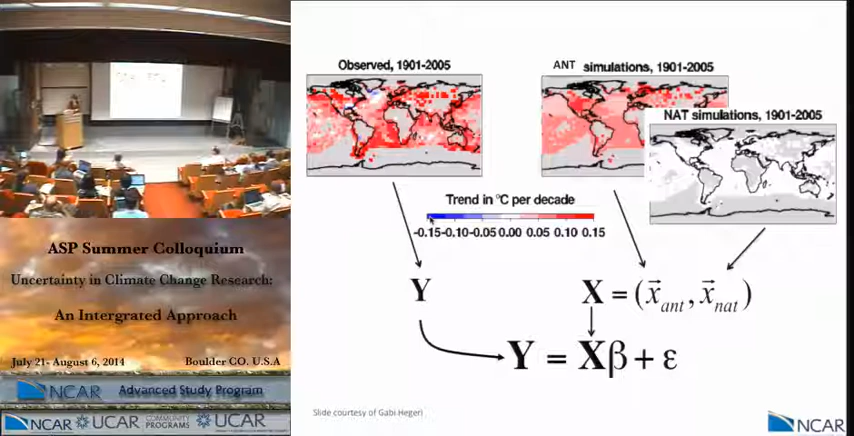 ASP Summer Colloquium
Uncertainty in Climate Change Research:
An Intergrated Approach
July 21- August 6, 2014 Boulder CO. U.S.A
NCAR Advanced Study Program
NCAR UCAR COMMUNITY PROGRAMS UCAR
Observed, 1901-2005
ANT simulations, 1901-2005
NAT simulations, 1901-2005
Trend in °C per decade
-0.15 -0.10 -0.05 0.00 0.05 0.10 0.15
Y
X = (x⃗ant, x⃗nat)
Y = Xβ + ε
Slide courtesy of Gabi Hegerl
NCAR